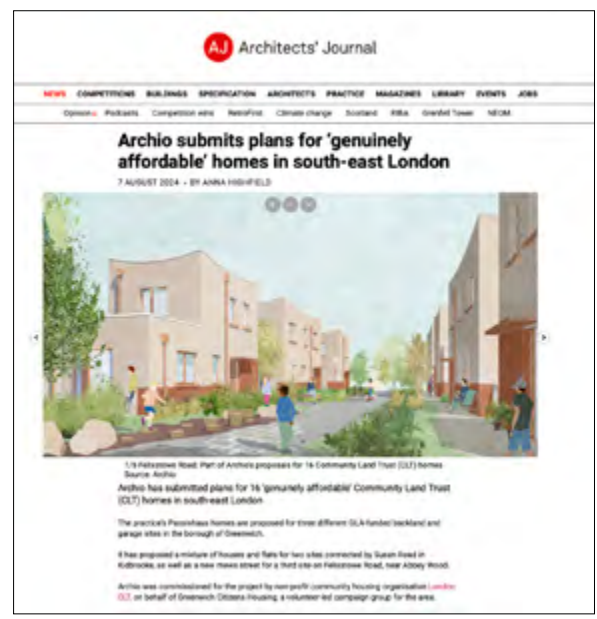 AJ Architects' Journal
NEWS COMPETITIONS BUILDINGS SPECIFICATION ARCHITECTS PRACTICE MAGAZINES LIBRARY EVENTS JOBS
Opinion Podcasts Competition wins RetroFirst Climate change Scotland RIBA Grenfell Tower NEOM
Archio submits plans for 'genuinely
affordable' homes in south-east London
7 AUGUST 2024 • BY ANNA HIGHFIELD
1/6 Felixstowe Road: Part of Archio's proposals for 16 Community Land Trust (CLT) homes
Source: Archio
Archio has submitted plans for 16 'genuinely affordable' Community Land Trust
(CLT) homes in south-east London
The practice's Passivhaus homes are proposed for three different GLA-funded backland and
garage sites in the borough of Greenwich.
It has proposed a mixture of houses and flats for two sites connected by Susan Road in
Kidbrooke, as well as a new mews street for a third site on Felixstowe Road, near Abbey Wood.
Archio was commissioned for the project by non-profit community housing organisation London
CLT, on behalf of Greenwich Citizens Housing, a volunteer-led campaign group for the area.